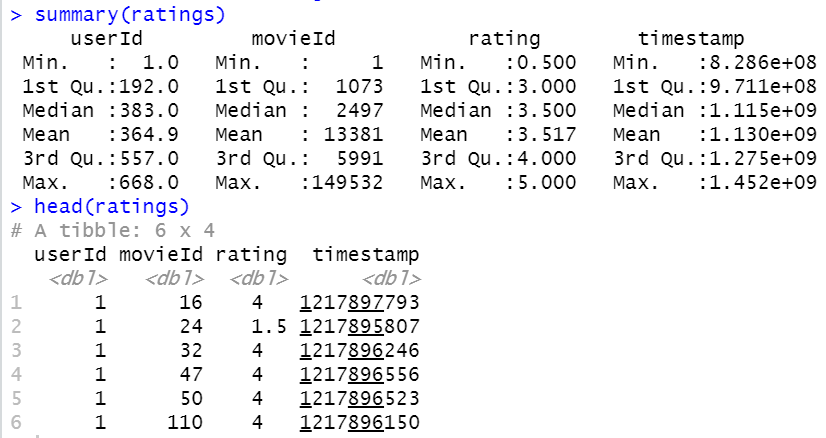 > summary(ratings)
     userId         movieId           rating        timestamp
 Min.   :  1.0   Min.   :     1   Min.   :0.500   Min.   :8.286e+08
 1st Qu.:192.0   1st Qu.:  1073   1st Qu.:3.000   1st Qu.:9.711e+08
 Median :383.0   Median :  2497   Median :3.500   Median :1.115e+09
 Mean   :364.9   Mean   : 13381   Mean   :3.517   Mean   :1.130e+09
 3rd Qu.:557.0   3rd Qu.:  5991   3rd Qu.:4.000   3rd Qu.:1.275e+09
 Max.   :668.0   Max.   :149532   Max.   :5.000   Max.   :1.452e+09
> head(ratings)
# A tibble: 6 x 4
  userId movieId rating  timestamp
   <dbl>   <dbl>  <dbl>      <dbl>
1      1      16    4   1217897793
2      1      24    1.5 1217895807
3      1      32    4   1217896246
4      1      47    4   1217896556
5      1      50    4   1217896523
6      1     110    4   1217896150